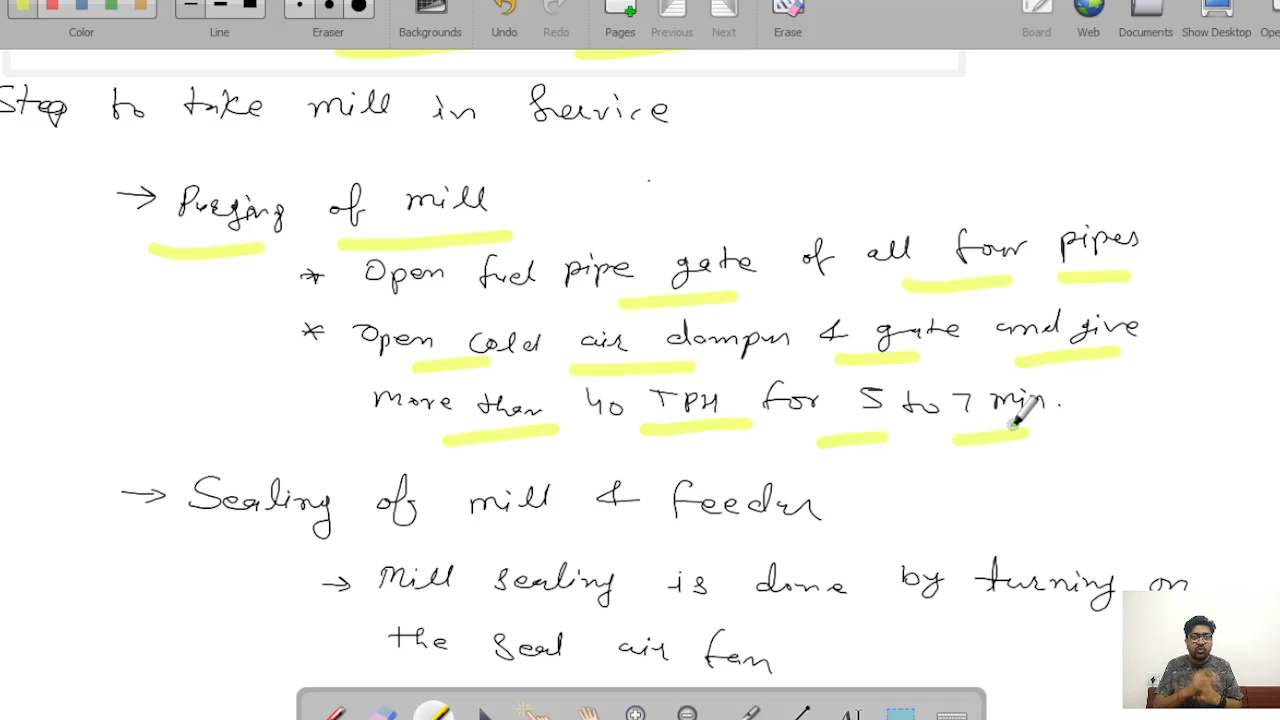 Color Line Eraser Backgrounds Undo Redo Pages Previous Next Erase Board Web Documents Show Desktop Ope
Step to take mill in Service
→ Purging of mill
* Open fuel pipe gate of all four pipes
* Open cold air damper & gate and give
more than 40 TPH for 5 to 7 min.
→ Sealing of mill & feeder
→ Mill sealing is done by turning on
the seal air fan